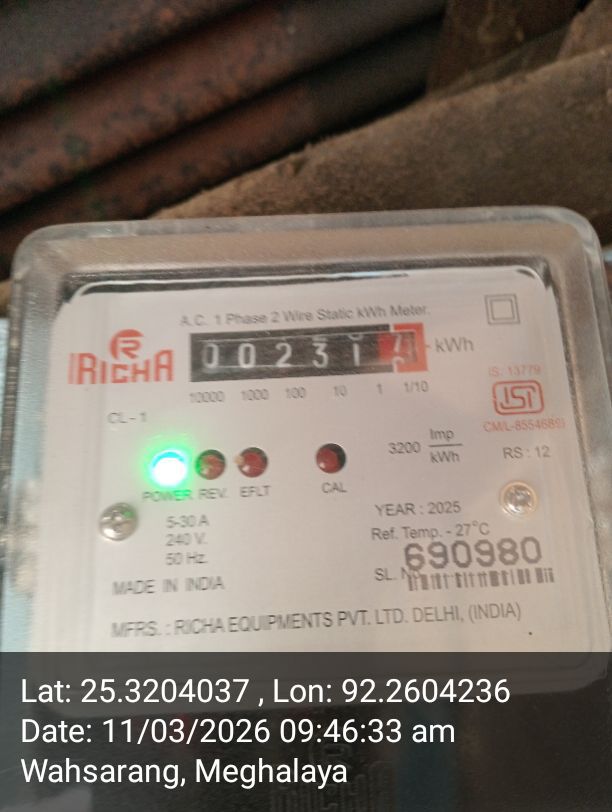 A.C. 1 Phase 2 Wire Static kWh Meter.
R
RICHA
0 0 2 3 1 kWh
10000 1000 100 10 1 1/10
IS: 13779
ISI
CL - 1
3200 Imp/kWh
RS : 12
POWER REV. EFLT CAL
5-30 A
240 V.
50 Hz.
YEAR : 2025
Ref. Temp. - 27°C
690980
SL. N
MADE IN INDIA
MFRS. : RICHA EQUIPMENTS PVT. LTD. DELHI, (INDIA)
Lat: 25.3204037 , Lon: 92.2604236
Date: 11/03/2026 09:46:33 am
Wahsarang, Meghalaya